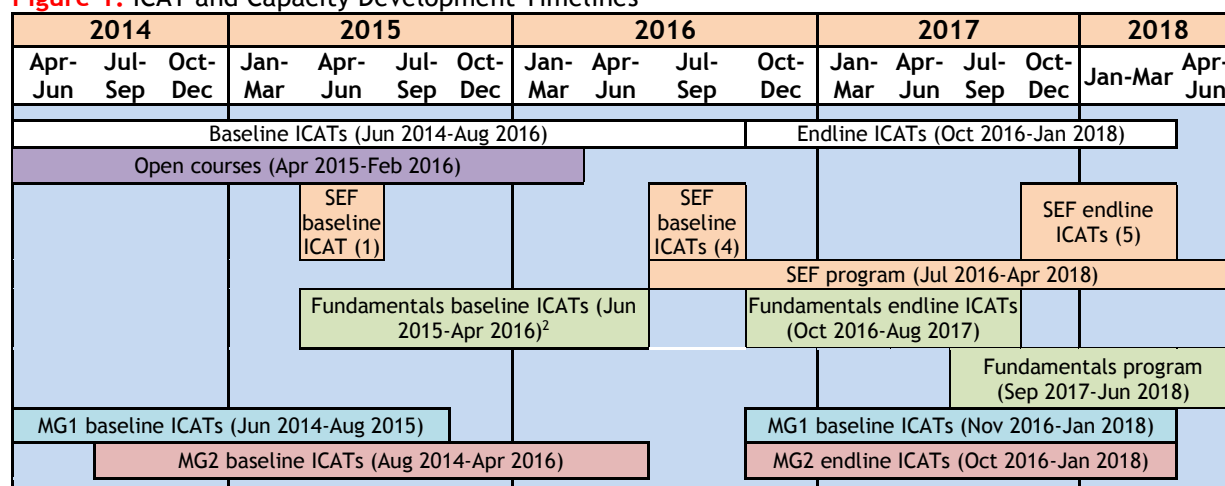 Figure 1: ICAT and Capacity Development Timelines
2014 2015 2016 2017 2018
Apr- Jul- Oct- Jan- Apr- Jul- Oct- Jan- Apr- Jul- Oct- Jan- Apr- Jul- Oct- Jan-Mar Apr-
Jun Sep Dec Mar Jun Sep Dec Mar Jun Sep Dec Mar Jun Sep Dec Jun
Baseline ICATs (Jun 2014-Aug 2016) Endline ICATs (Oct 2016-Jan 2018)
Open courses (Apr 2015-Feb 2016)
SEF
baseline
ICAT (1)
SEF
baseline
ICATs (4)
SEF endline
ICATs (5)
SEF program (Jul 2016-Apr 2018)
Fundamentals baseline ICATs (Jun
2015-Apr 2016)2
Fundamentals endline ICATs
(Oct 2016-Aug 2017)
Fundamentals program
(Sep 2017-Jun 2018)
MG1 baseline ICATs (Jun 2014-Aug 2015) MG1 baseline ICATs (Nov 2016-Jan 2018)
MG2 baseline ICATs (Aug 2014-Apr 2016) MG2 endline ICATs (Oct 2016-Jan 2018)